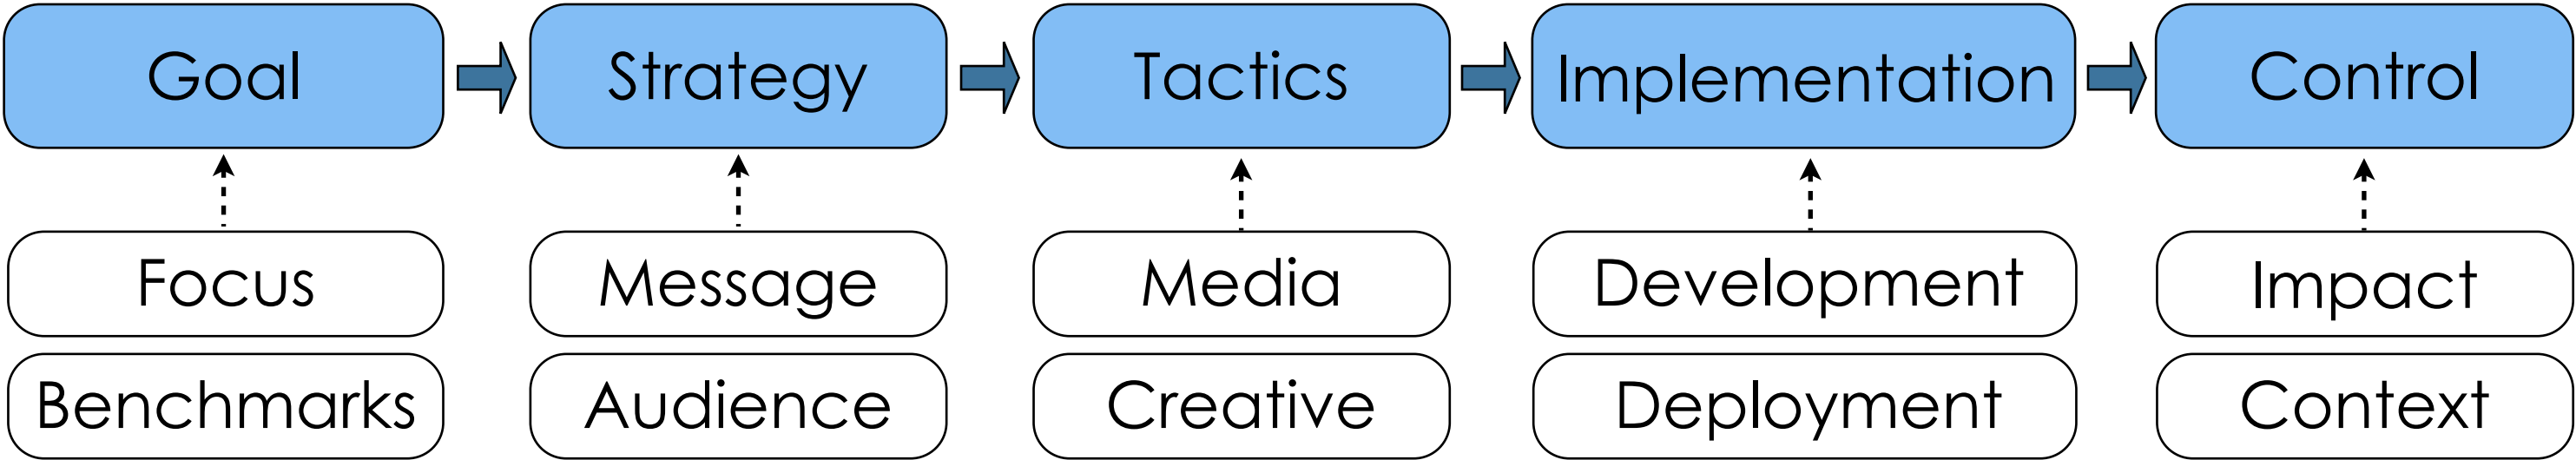 Goal
Strategy
Tactics
Implementation
Control
Focus
Message
Media
Development
Impact
Benchmarks
Audience
Creative
Deployment
Context